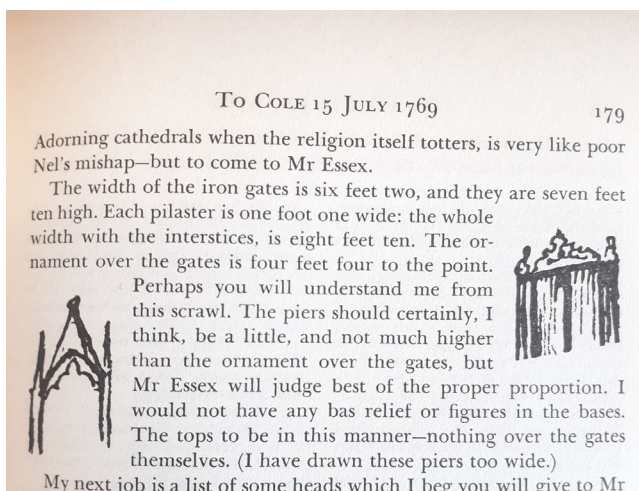 To Cole 15 July 1769 179
Adorning cathedrals when the religion itself totters, is very like poor
Nel's mishap—but to come to Mr Essex.
The width of the iron gates is six feet two, and they are seven feet
ten high. Each pilaster is one foot one wide: the whole
width with the interstices, is eight feet ten. The or-
nament over the gates is four feet four to the point.
Perhaps you will understand me from
this scrawl. The piers should certainly, I
think, be a little, and not much higher
than the ornament over the gates, but
Mr Essex will judge best of the proper proportion. I
would not have any bas relief or figures in the bases.
The tops to be in this manner—nothing over the gates
themselves. (I have drawn these piers too wide.)
My next job is a list of some heads which I beg you will give to Mr